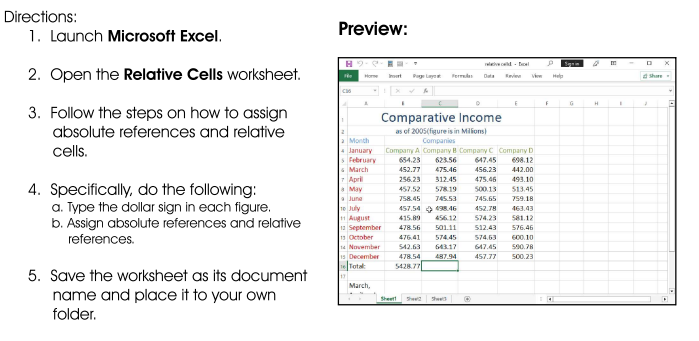 Directions:
1. Launch Microsoft Excel.
2. Open the Relative Cells worksheet.
3. Follow the steps on how to assign
absolute references and relative
cells.
4. Specifically, do the following:
a. Type the dollar sign in each figure.
b. Assign absolute references and relative
references.
5. Save the worksheet as its document
name and place it to your own
folder.
Preview:
relative celld - Excel Sign in
File Home Insert Page Layout Formulas Data Review View Help Share
C16
A B C D E F G H I J
1 Comparative Income
2 as of 2005(figure is in Millions)
3 Month Companies
4 January Company A Company B Company C Company D
5 February 654.23 623.56 647.45 698.12
6 March 452.77 475.46 456.23 442.00
7 April 256.23 312.45 475.46 493.10
8 May 457.52 578.19 500.13 513.45
9 June 758.45 745.53 745.65 759.18
10 July 457.54 498.46 452.78 463.43
11 August 415.89 456.12 574.23 581.12
12 September 478.56 501.11 512.43 576.46
13 October 476.41 574.45 574.63 600.10
14 November 542.63 643.17 647.45 590.78
15 December 478.54 487.94 457.77 500.23
16 Total: 5428.77
17
March,
Sheet1 Sheet2 Sheet3